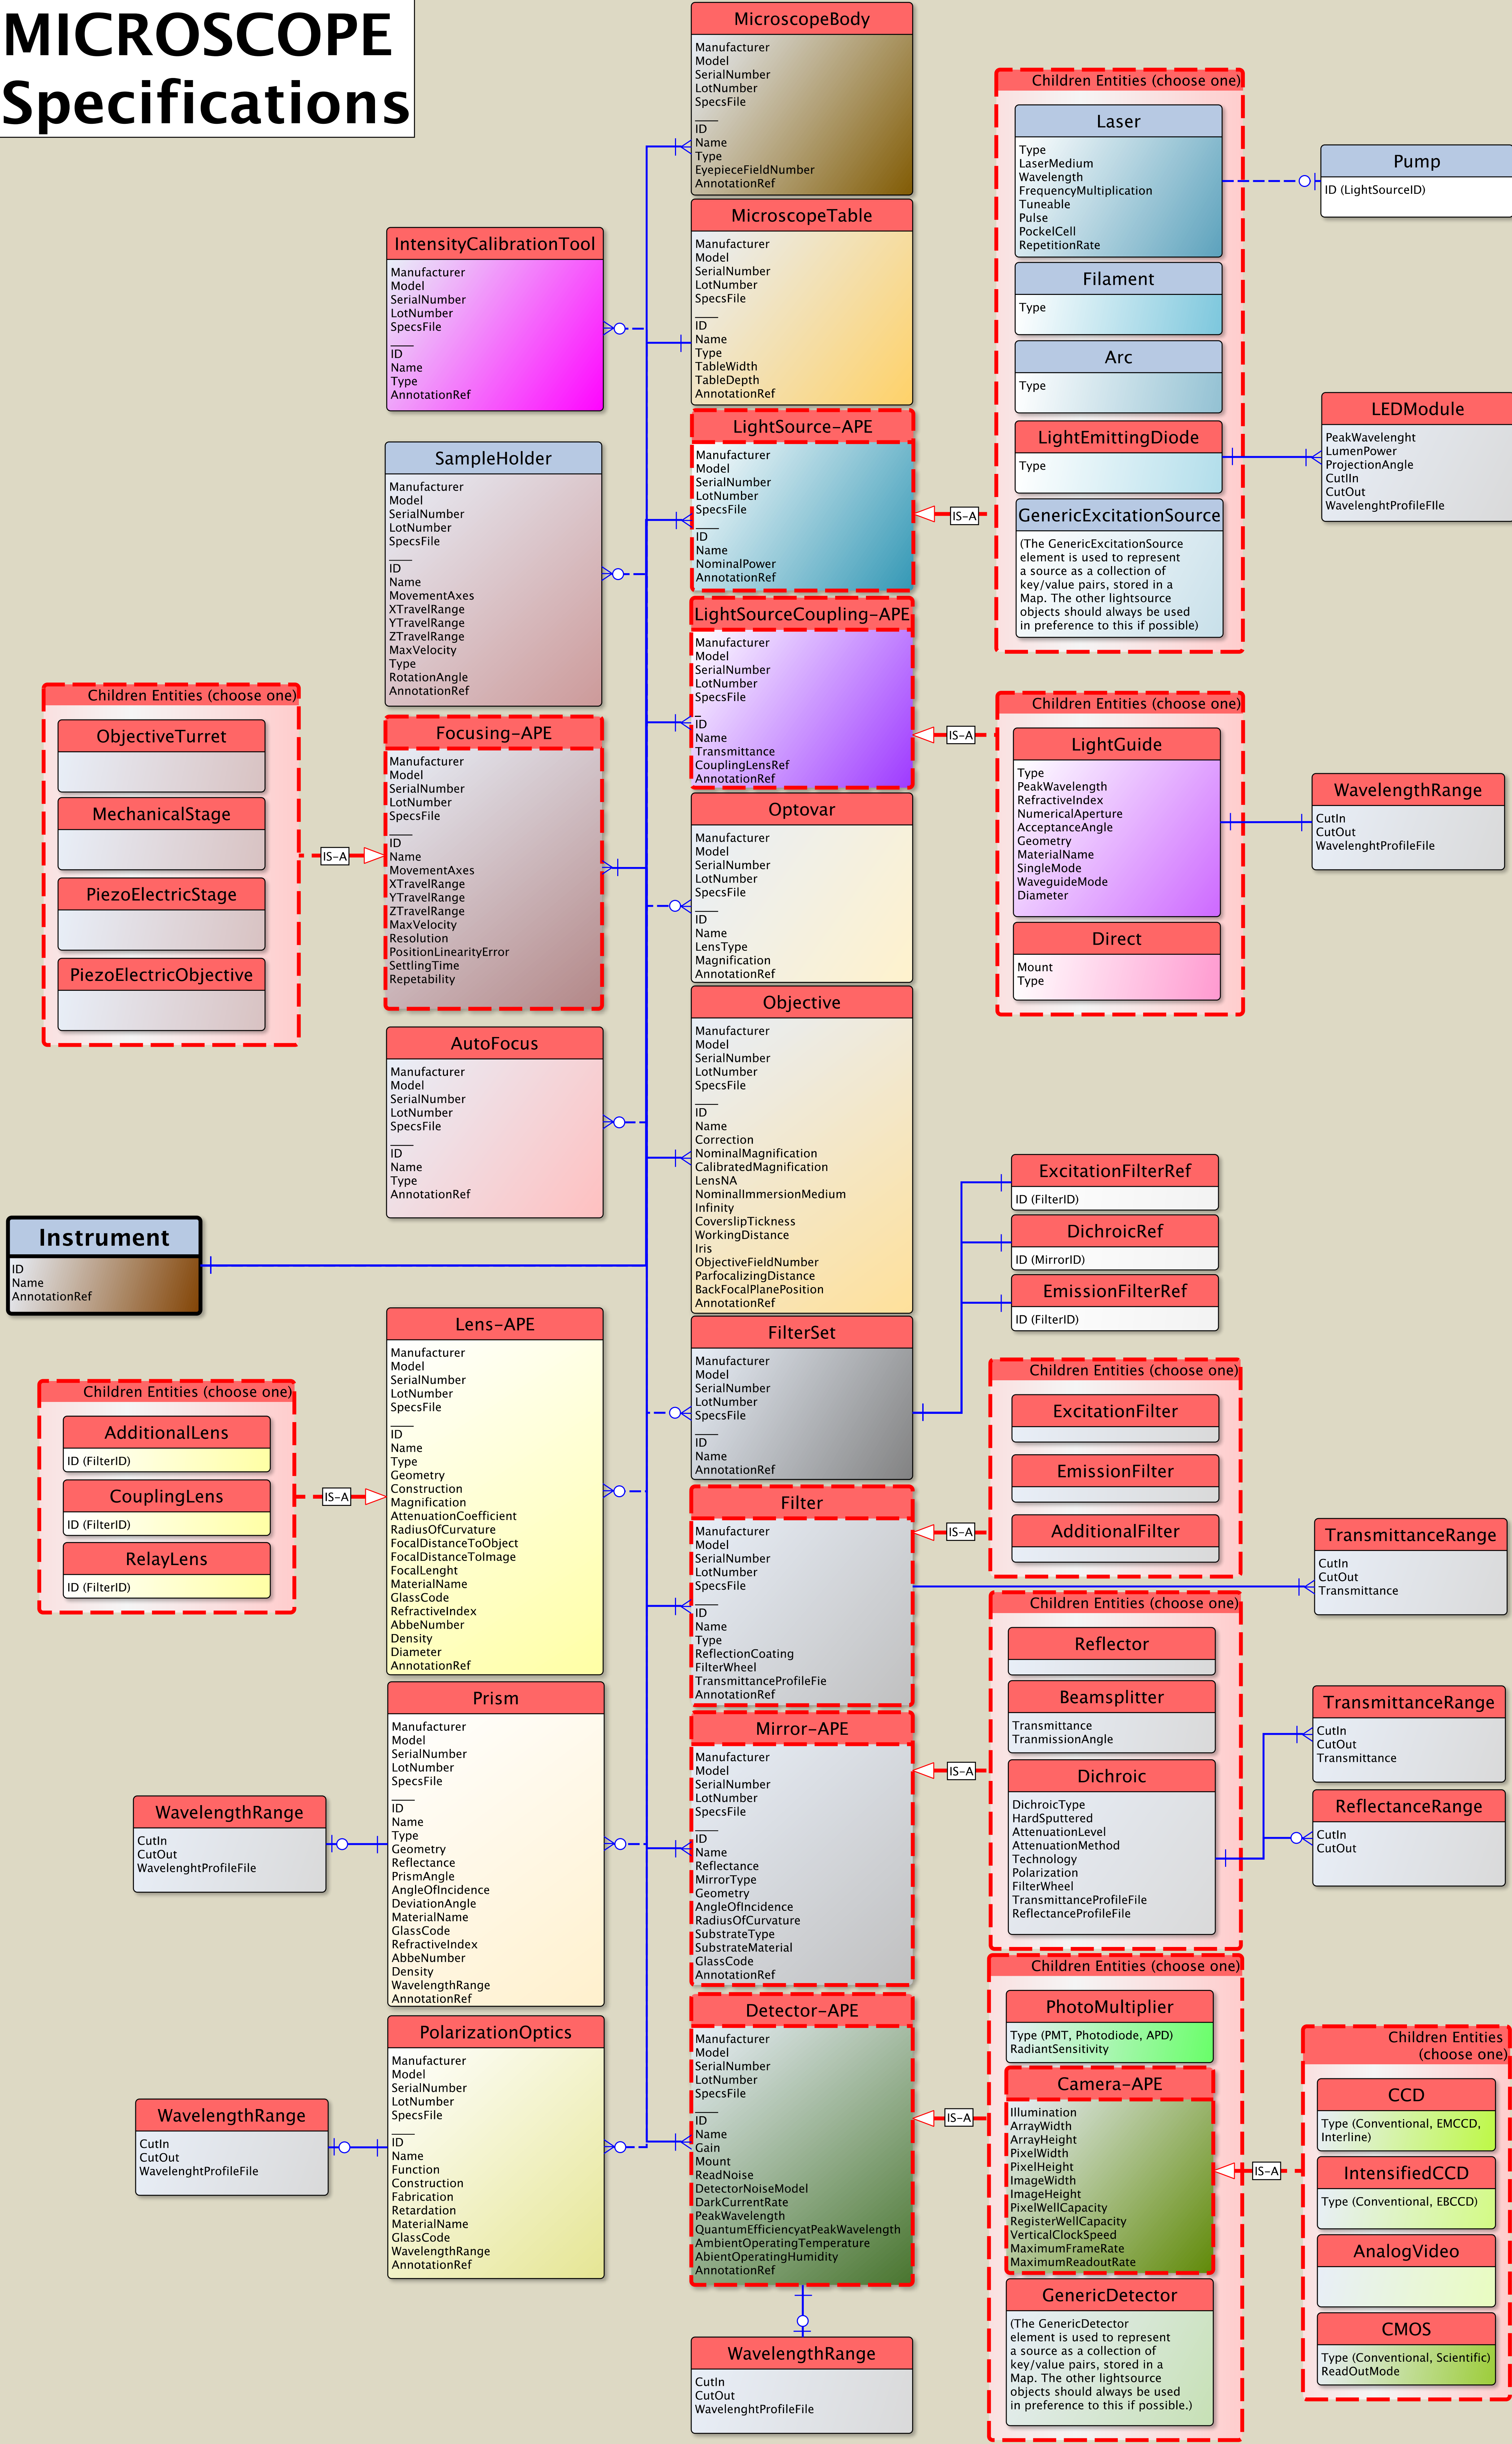 MICROSCOPE
Specifications
MicroscopeBody
Manufacturer
Model
SerialNumber
LotNumber
SpecsFile
____
ID
Name
Type
EyepieceFieldNumber
AnnotationRef
MicroscopeTable
Manufacturer
Model
SerialNumber
LotNumber
SpecsFile
____
ID
Name
Type
TableWidth
TableDepth
AnnotationRef
LightSource-APE
Manufacturer
Model
SerialNumber
LotNumber
SpecsFile
____
ID
Name
NominalPower
AnnotationRef
LightSourceCoupling-APE
Manufacturer
Model
SerialNumber
LotNumber
SpecsFile
_
ID
Name
Transmittance
CouplingLensRef
AnnotationRef
Optovar
Manufacturer
Model
SerialNumber
LotNumber
SpecsFile
____
ID
Name
LensType
Magnification
AnnotationRef
Objective
Manufacturer
Model
SerialNumber
LotNumber
SpecsFile
____
ID
Name
Correction
NominalMagnification
CalibratedMagnification
LensNA
NominalImmersionMedium
Infinity
CoverslipTickness
WorkingDistance
Iris
ObjectiveFieldNumber
ParfocalizingDistance
BackFocalPlanePosition
AnnotationRef
FilterSet
Manufacturer
Model
SerialNumber
LotNumber
SpecsFile
____
ID
Name
AnnotationRef
Filter
Manufacturer
Model
SerialNumber
LotNumber
SpecsFile
____
ID
Name
Type
ReflectionCoating
FilterWheel
TransmittanceProfileFie
AnnotationRef
Mirror-APE
Manufacturer
Model
SerialNumber
LotNumber
SpecsFile
____
ID
Name
Reflectance
MirrorType
Geometry
AngleOfIncidence
RadiusOfCurvature
SubstrateType
SubstrateMaterial
GlassCode
AnnotationRef
Detector-APE
Manufacturer
Model
SerialNumber
LotNumber
SpecsFile
____
ID
Name
Gain
Mount
ReadNoise
DetectorNoiseModel
DarkCurrentRate
PeakWavelength
QuantumEfficiencyatPeakWavelength
AmbientOperatingTemperature
AbientOperatingHumidity
AnnotationRef
WavelengthRange
CutIn
CutOut
WavelenghtProfileFile
IntensityCalibrationTool
Manufacturer
Model
SerialNumber
LotNumber
SpecsFile
____
ID
Name
Type
AnnotationRef
SampleHolder
Manufacturer
Model
SerialNumber
LotNumber
SpecsFile
____
ID
Name
MovementAxes
XTravelRange
YTravelRange
ZTravelRange
MaxVelocity
Type
RotationAngle
AnnotationRef
Focusing-APE
Manufacturer
Model
SerialNumber
LotNumber
SpecsFile
____
ID
Name
MovementAxes
XTravelRange
YTravelRange
ZTravelRange
MaxVelocity
Resolution
PositionLinearityError
SettlingTime
Repetability
IS-A
Children Entities (choose one)
ObjectiveTurret
MechanicalStage
PiezoElectricStage
PiezoElectricObjective
AutoFocus
Manufacturer
Model
SerialNumber
LotNumber
SpecsFile
____
ID
Name
Type
AnnotationRef
Instrument
ID
Name
AnnotationRef
Lens-APE
Manufacturer
Model
SerialNumber
LotNumber
SpecsFile
____
ID
Name
Type
Geometry
Construction
Magnification
AttenuationCoefficient
RadiusOfCurvature
FocalDistanceToObject
FocalDistanceToImage
FocalLenght
MaterialName
GlassCode
RefractiveIndex
AbbeNumber
Density
Diameter
AnnotationRef
IS-A
Children Entities (choose one)
AdditionalLens
ID (FilterID)
CouplingLens
ID (FilterID)
RelayLens
ID (FilterID)
Prism
Manufacturer
Model
SerialNumber
LotNumber
SpecsFile
____
ID
Name
Type
Geometry
Reflectance
PrismAngle
AngleOfIncidence
DeviationAngle
MaterialName
GlassCode
RefractiveIndex
AbbeNumber
Density
WavelengthRange
AnnotationRef
WavelengthRange
CutIn
CutOut
WavelenghtProfileFile
PolarizationOptics
Manufacturer
Model
SerialNumber
LotNumber
SpecsFile
____
ID
Name
Function
Construction
Fabrication
Retardation
MaterialName
GlassCode
WavelengthRange
AnnotationRef
WavelengthRange
CutIn
CutOut
WavelenghtProfileFile
Children Entities (choose one)
Laser
Type
LaserMedium
Wavelength
FrequencyMultiplication
Tuneable
Pulse
PockelCell
RepetitionRate
Filament
Type
Arc
Type
LightEmittingDiode
Type
GenericExcitationSource
(The GenericExcitationSource
element is used to represent
a source as a collection of
key/value pairs, stored in a
Map. The other lightsource
objects should always be used
in preference to this if possible)
IS-A
Pump
ID (LightSourceID)
LEDModule
PeakWavelenght
LumenPower
ProjectionAngle
CutIIn
CutOut
WavelenghtProfileFIle
Children Entities (choose one)
LightGuide
Type
PeakWavelength
RefractiveIndex
NumericalAperture
AcceptanceAngle
Geometry
MaterialName
SingleMode
WaveguideMode
Diameter
Direct
Mount
Type
IS-A
WavelengthRange
CutIn
CutOut
WavelenghtProfileFile
ExcitationFilterRef
ID (FilterID)
DichroicRef
ID (MirrorID)
EmissionFilterRef
ID (FilterID)
Children Entities (choose one)
ExcitationFilter
EmissionFilter
AdditionalFilter
IS-A
TransmittanceRange
CutIn
CutOut
Transmittance
Children Entities (choose one)
Reflector
Beamsplitter
Transmittance
TranmissionAngle
Dichroic
DichroicType
HardSputtered
AttenuationLevel
AttenuationMethod
Technology
Polarization
FilterWheel
TransmittanceProfileFile
ReflectanceProfileFile
IS-A
TransmittanceRange
CutIn
CutOut
Transmittance
ReflectanceRange
CutIn
CutOut
Children Entities (choose one)
PhotoMultiplier
Type (PMT, Photodiode, APD)
RadiantSensitivity
Camera-APE
Illumination
ArrayWidth
ArrayHeight
PixelWidth
PixelHeight
ImageWidth
ImageHeight
PixelWellCapacity
RegisterWellCapacity
VerticalClockSpeed
MaximumFrameRate
MaximumReadoutRate
GenericDetector
(The GenericDetector
element is used to represent
a source as a collection of
key/value pairs, stored in a
Map. The other lightsource
objects should always be used
in preference to this if possible.)
IS-A
IS-A
Children Entities
(choose one)
CCD
Type (Conventional, EMCCD,
Interline)
IntensifiedCCD
Type (Conventional, EBCCD)
AnalogVideo
CMOS
Type (Conventional, Scientific)
ReadOutMode